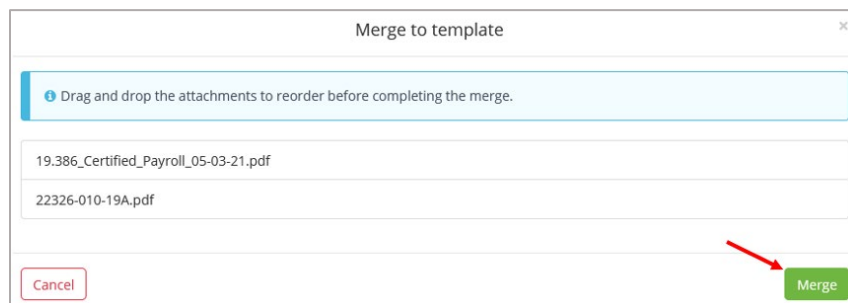 Merge to template
×
Drag and drop the attachments to reorder before completing the merge.
19.386_Certified_Payroll_05-03-21.pdf
22326-010-19A.pdf
Cancel
Merge